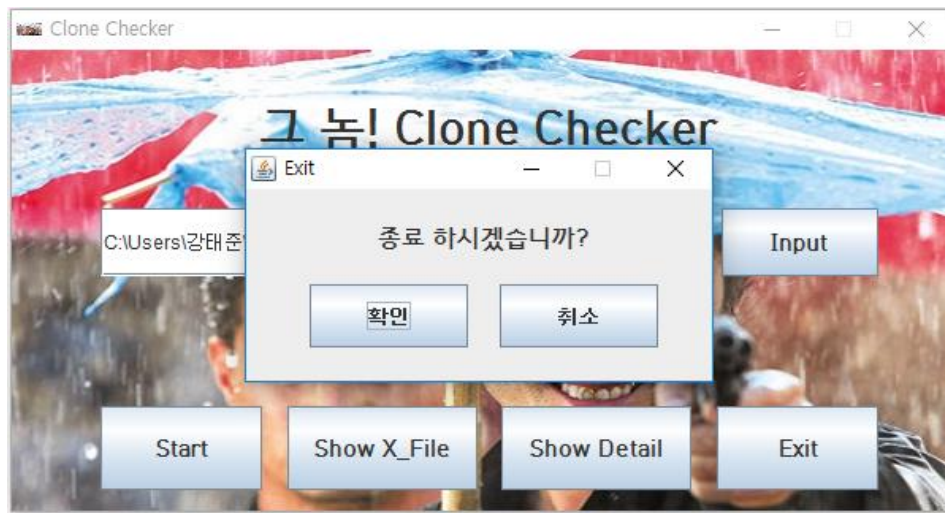 Clone Checker
그 놈! Clone Checker
Exit
종료 하시겠습니까?
C:\Users\강태준
Input
확인 취소
Start Show X_File Show Detail Exit